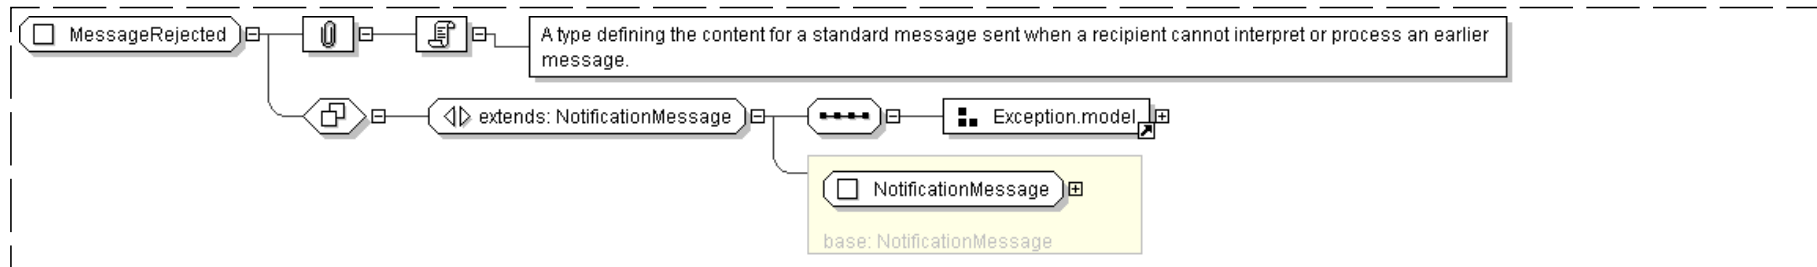 MessageRejected
A type defining the content for a standard message sent when a recipient cannot interpret or process an earlier
message.
extends: NotificationMessage
Exception.model
NotificationMessage
base: NotificationMessage